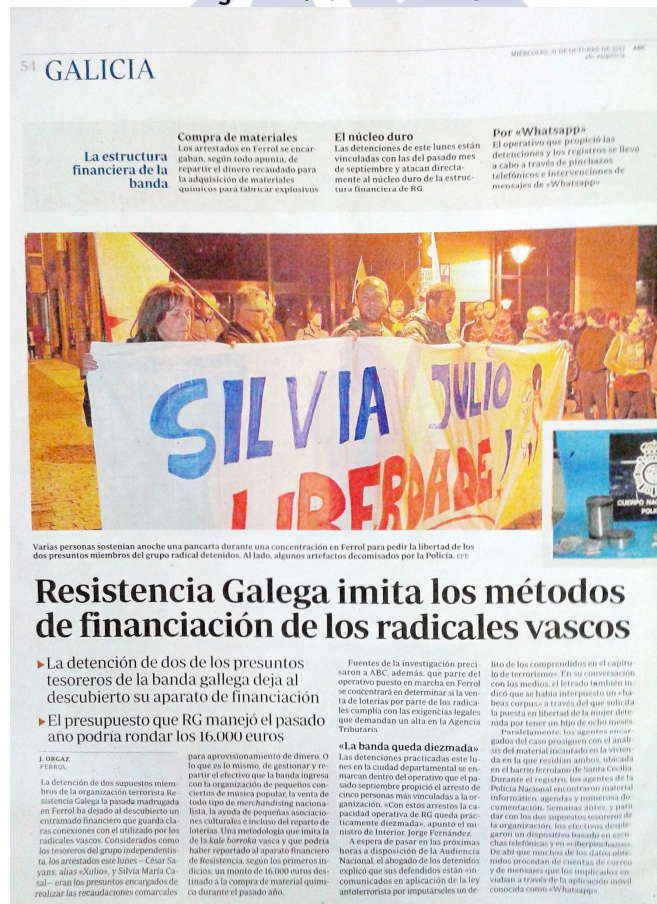 54 GALICIA
MIÉRCOLES, 31 DE OCTUBRE DE 2012 ABC
abc.es/galicia
La estructura
financiera de la
banda
Compra de materiales
Los arrestados en Ferrol se encar-
gaban, según todo apunta, de
repartir el dinero recaudado para
la adquisición de materiales
químicos para fabricar explosivos
El núcleo duro
Las detenciones de este lunes están
vinculadas con las del pasado mes
de septiembre y atacan directa-
mente al núcleo duro de la estruc-
tura financiera de RG
Por «Whatsapp»
El operativo que propició las
detenciones y los registros se llevó
a cabo a través de pinchazos
telefónicos e intervenciones de
mensajes de «Whatsapp»
SILVIA JULIO
LIBERDADE!
CUERPO NAC
POLI
Varias personas sostenían anoche una pancarta durante una concentración en Ferrol para pedir la libertad de los
dos presuntos miembros del grupo radical detenidos. Al lado, algunos artefactos decomisados por la Policía. EFE
Resistencia Galega imita los métodos
de financiación de los radicales vascos
La detención de dos de los presuntos
tesoreros de la banda gallega deja al
descubierto su aparato de financiación
El presupuesto que RG manejó el pasado
año podría rondar los 16.000 euros
J. ORGAZ
FERROL
La detención de dos supuestos miem-
bros de la organización terrorista Re-
sistencia Galega la pasada madrugada
en Ferrol ha dejado al descubierto un
entramado financiero que guarda cla-
ras conexiones con el utilizado por los
radicales vascos. Considerados como
los tesoreros del grupo independentis-
ta, los arrestados este lunes —César Sa-
yans, alias «Xulio», y Silvia María Ca-
sal— eran los presuntos encargados de
realizar las recaudaciones comarcales
para aprovisionamiento de dinero. O
lo que es lo mismo, de gestionar y re-
partir el efectivo que la banda ingresa
con la organización de pequeños con-
ciertos de música popular, la venta de
todo tipo de merchandising naciona-
lista, la ayuda de pequeñas asociacio-
nes culturales e incluso el reparto de
loterías. Una metodología que imita la
de la kale borroka vasca y que podría
haber reportado al aparato financiero
de Resistencia, según los primeros in-
dicios, un monto de 16.000 euros des-
tinado a la compra de material quími-
co durante el pasado año.
Fuentes de la investigación preci-
saron a ABC, además, que parte del
operativo puesto en marcha en Ferrol
se concentrará en determinar si la ven-
ta de loterías por parte de los radica-
les cumplía con las exigencias legales
que demandan un alta en la Agencia
Tributaria.
«La banda queda diezmada»
Las detenciones practicadas este lu-
nes en la ciudad departamental se en-
marcan dentro del operativo que el pa-
sado septiembre propició el arresto de
cinco personas más vinculadas a la or-
ganización. «Con estos arrestos la ca-
pacidad operativa de RG queda prác-
ticamente diezmada», apuntó el mi-
nistro de Interior, Jorge Fernández.
A espera de pasar en las próximas
horas a disposición de la Audiencia
Nacional, el abogado de los detenidos
explicó que sus defendidos están «in-
comunicados en aplicación de la ley
antoterrorista por imputárseles un de-
lito de los comprendidos en el capítu-
lo de terrorismo». En su conversación
con los medios, el letrado también in-
dicó que se había interpuesto un «ha-
beas corpus» a través del que solicita
la puesta en libertad de la mujer dete-
nida por tener un hijo de ocho meses.
Paralelamente, los agentes encar-
gados del caso prosiguen con el análi-
sis del material incautado en la vivien-
da en la que residían ambos, ubicada
en el barrio ferrolano de Santa Cecilia.
Durante el registro, los agentes de la
Policía Nacional encontraron material
informático, agendas y numerosa do-
cumentación. Semanas antes, y para
dar con los dos supuestos tesoreros de
la organización, los efectivos desple-
garon un dispositivo basado en escu-
chas telefónicas y en «ciberpinchazos».
De ahí que muchos de los datos obte-
nidos procedan de cuentas de correo
y de mensajes que los implicados en-
viaban a través de la aplicación móvil
conocida como «Whatsapp».